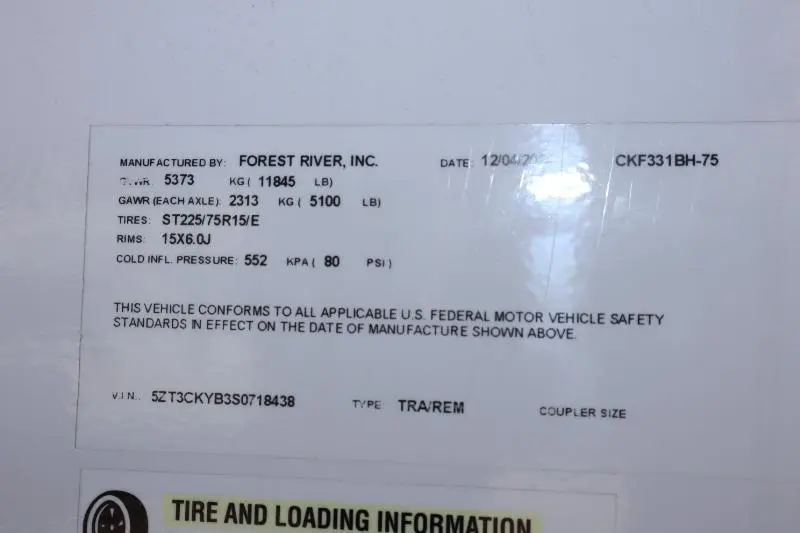 MANUFACTURED BY: FOREST RIVER, INC. DATE: CKF331BH-75
5373 KG ( 11845 LB)
GAWR (EACH AXLE): 2313 KG ( 5100 LB)
TIRES: ST225/75R15/E
RIMS: 15X6.0J
COLD INFL. PRESSURE: 552 KPA ( 80 PSI )
THIS VEHICLE CONFORMS TO ALL APPLICABLE U.S. FEDERAL MOTOR VEHICLE SAFETY
STANDARDS IN EFFECT ON THE DATE OF MANUFACTURE SHOWN ABOVE.
V.I.N.: 5ZT3CKYB3S0718438 TYPE TRA/REM COUPLER SIZE
TIRE AND LOADING INFORMATION